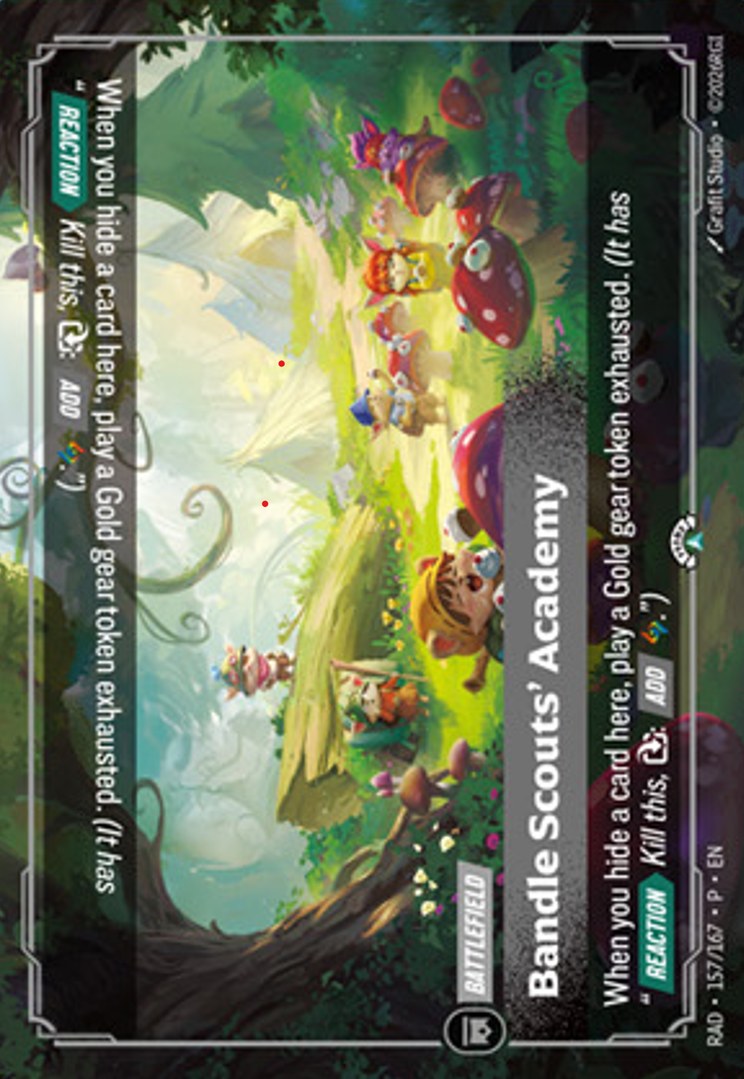 When you hide a card here, play a Gold gear token exhausted. (It has
“ REACTION Kill this, : ADD .”)
BATTLEFIELD
Bandle Scouts’ Academy
When you hide a card here, play a Gold gear token exhausted. (It has
“ REACTION Kill this, : ADD .”)
RAD • 157/167 • P • EN
Grafit Studio • ©2026RGI